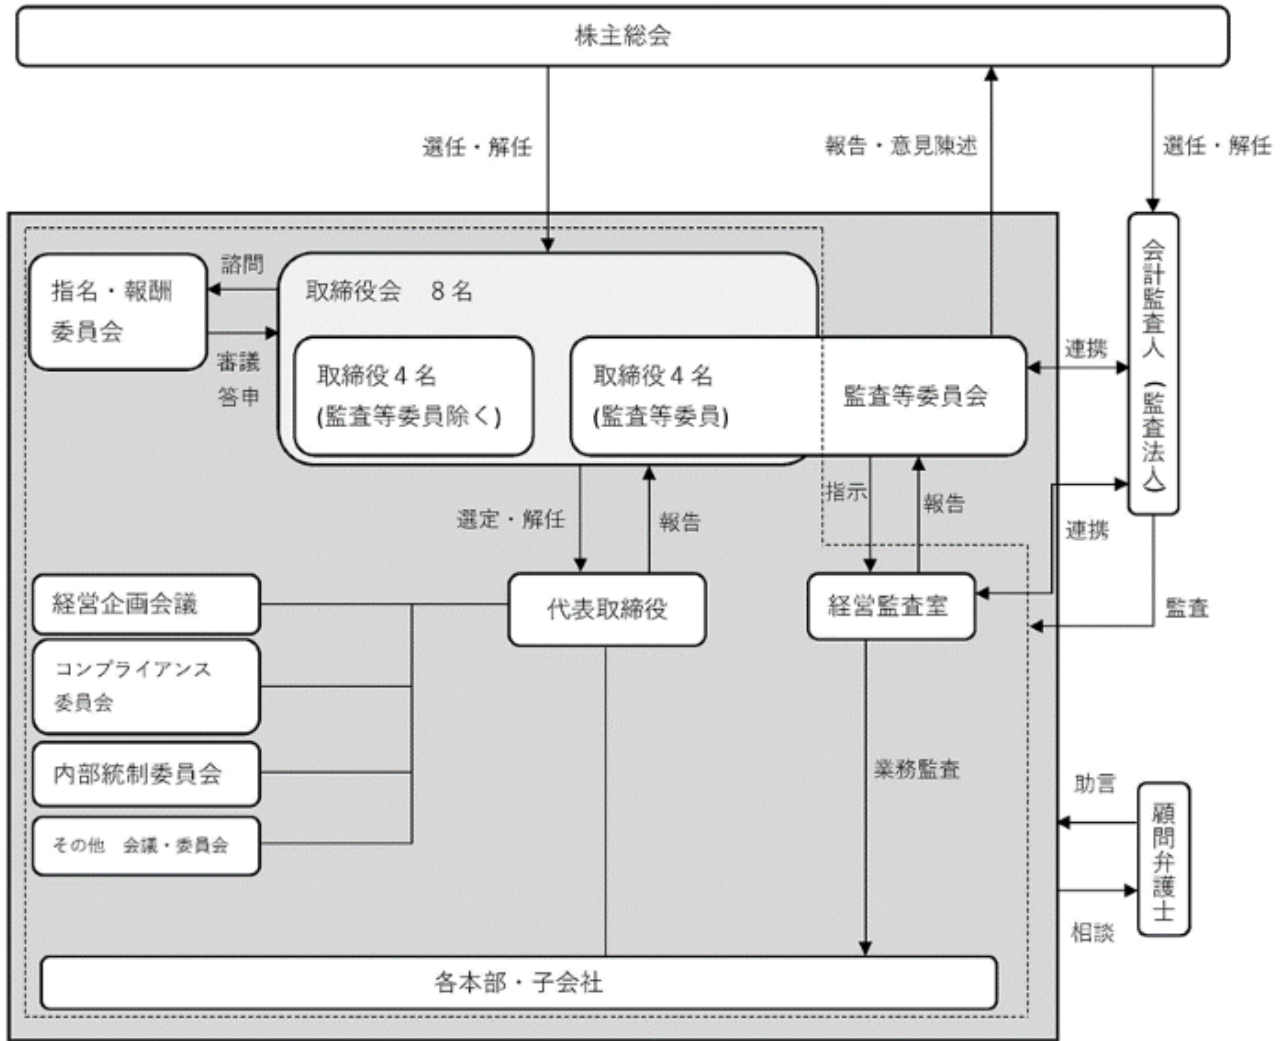 株主総会
選任・解任
報告・意見陳述
選任・解任
指名・報酬
委員会
諮問
審議
答申
取締役会　8名
取締役4名
(監査等委員除く)
取締役4名
(監査等委員)
監査等委員会
連携
会計監査人（監査法人）
選定・解任
報告
指示
報告
連携
監査
経営企画会議
コンプライアンス
委員会
内部統制委員会
その他　会議・委員会
代表取締役
経営監査室
業務監査
助言
顧問弁護士
相談
各本部・子会社